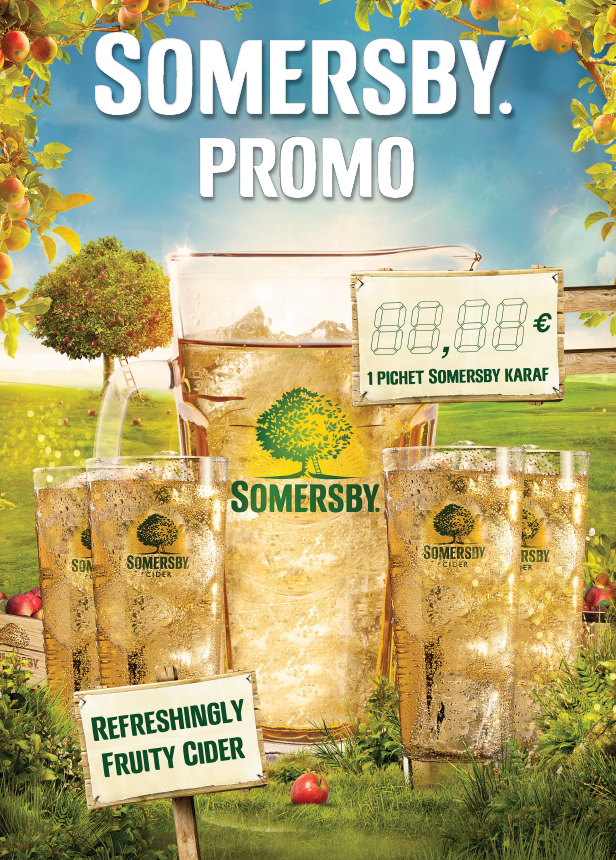 SOMERSBY.
PROMO
88,88 €
1 PICHET SOMERSBY KARAF
SOMERSBY.
SOMERSBY
CIDER
SOMERSBY
CIDER
REFRESHINGLY
FRUITY CIDER